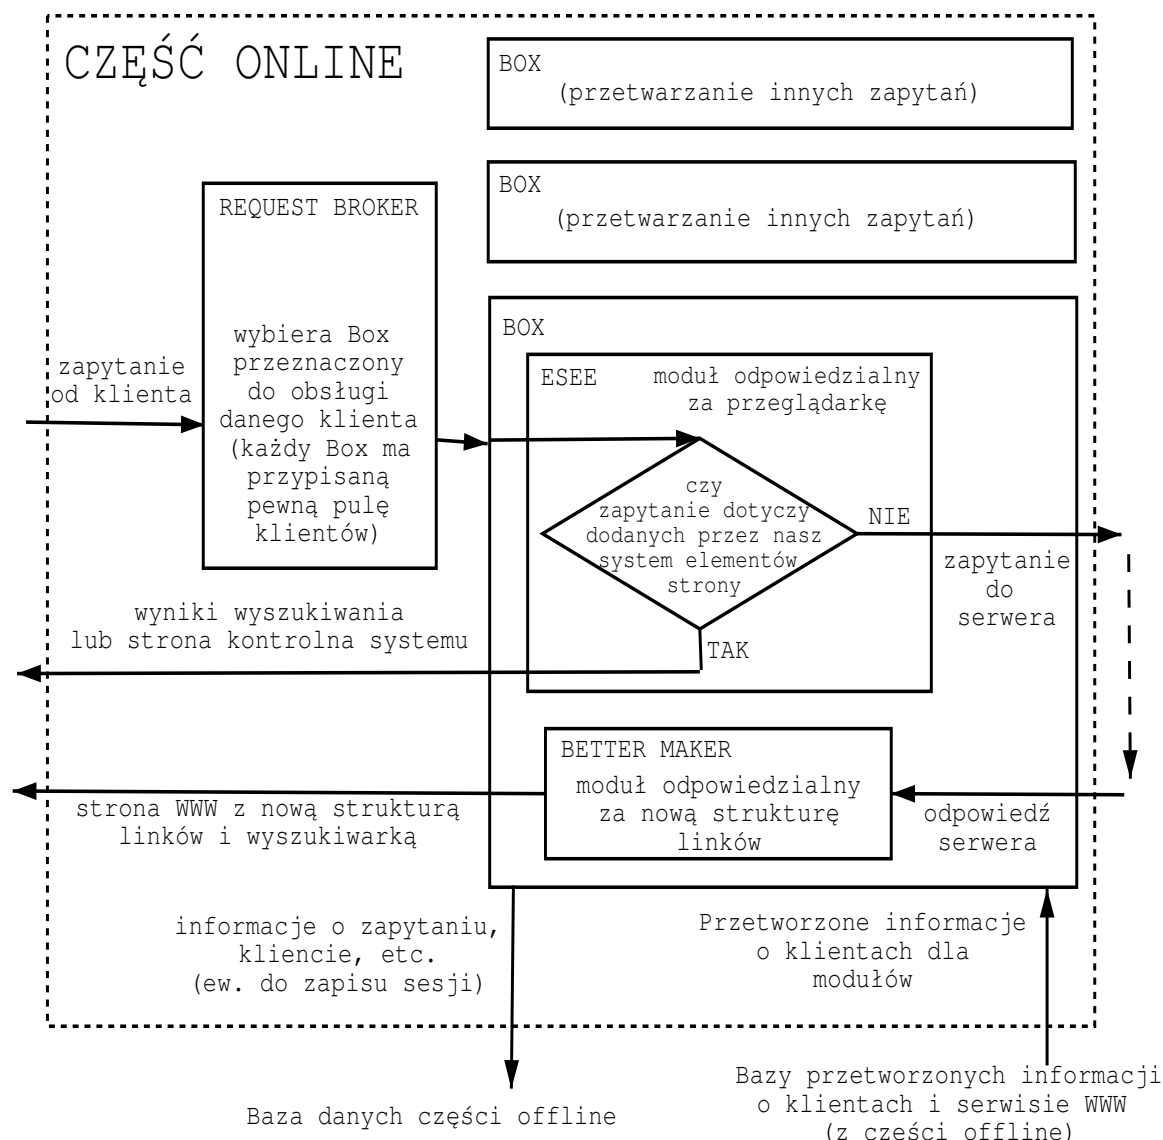 CZĘŚĆ ONLINE
BOX
(przetwarzanie innych zapytań)
BOX
(przetwarzanie innych zapytań)
REQUEST BROKER
wybiera Box
przeznaczony
do obsługi
danego klienta
(każdy Box ma
przypisaną
pewną pulę
klientów)
zapytanie
od klienta
BOX
ESEE
moduł odpowiedzialny
za przeglądarkę
czy
zapytanie dotyczy
dodanych przez nasz
system elementów
strony
NIE
zapytanie
do
serwera
TAK
wyniki wyszukiwania
lub strona kontrolna systemu
BETTER MAKER
moduł odpowiedzialny
za nową strukturę
linków
odpowiedź
serwera
strona WWW z nową strukturą
linków i wyszukiwarką
informacje o zapytaniu,
kliencie, etc.
(ew. do zapisu sesji)
Przetworzone informacje
o klientach dla
modułów
Baza danych części offline
Bazy przetworzonych informacji
o klientach i serwisie WWW
(z części offline)